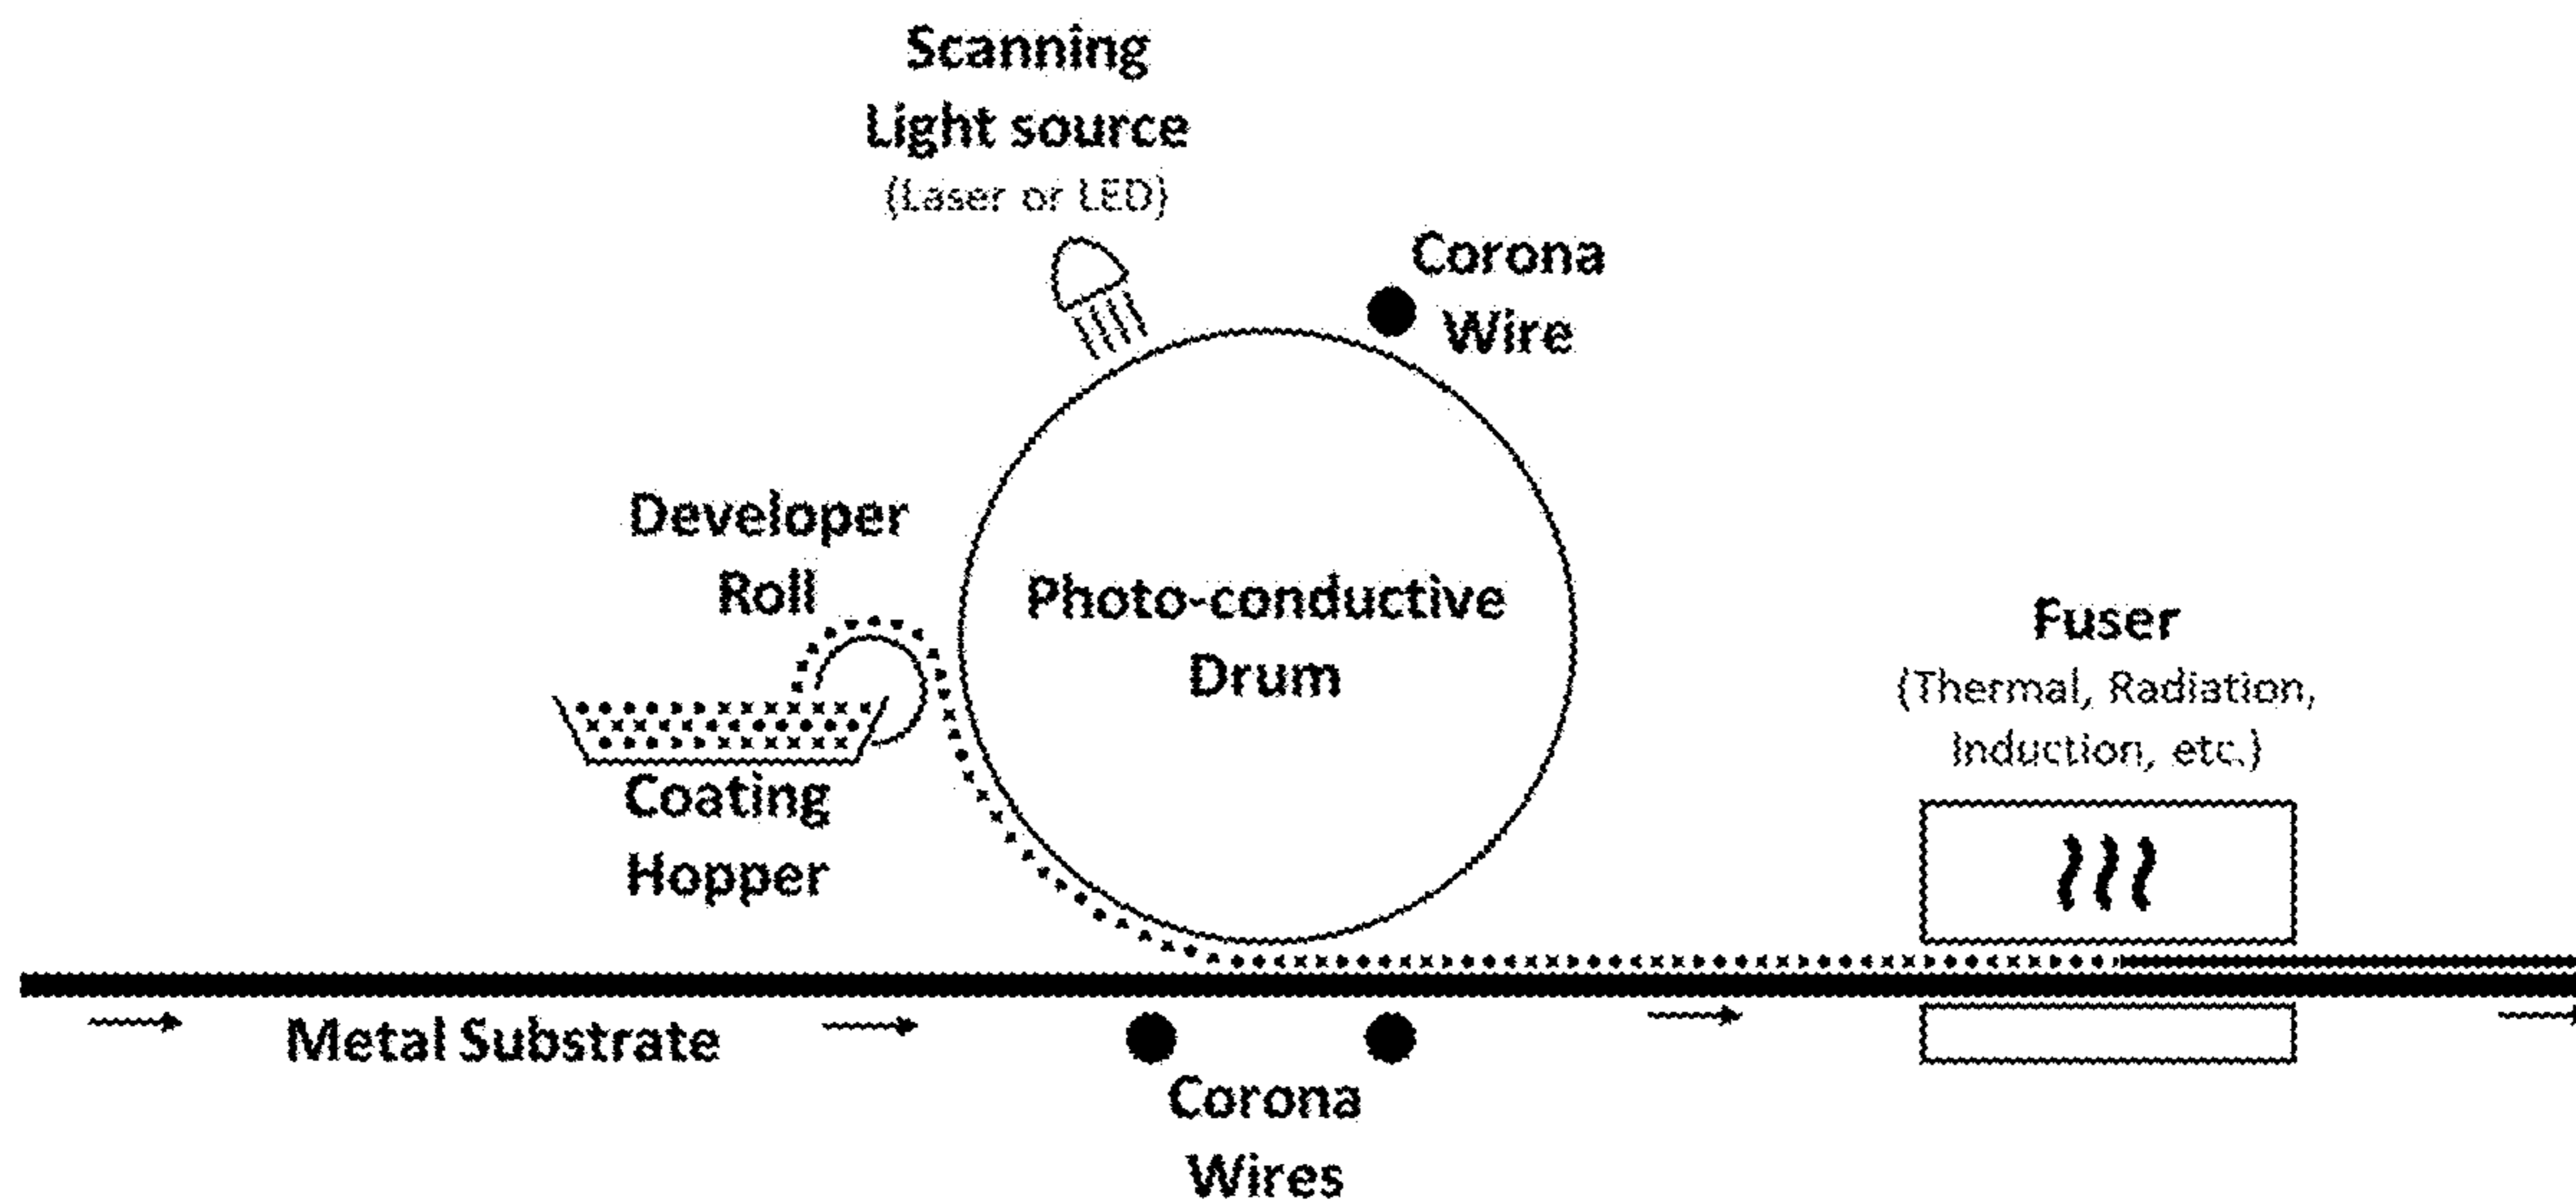 Scanning
Light source
(Laser or LED)
Corona
Wire
Developer
Roll
Photo-conductive
Drum
Fuser
(Thermal, Radiation,
Induction, etc.)
Coating
Hopper
Metal Substrate
Corona
Wires